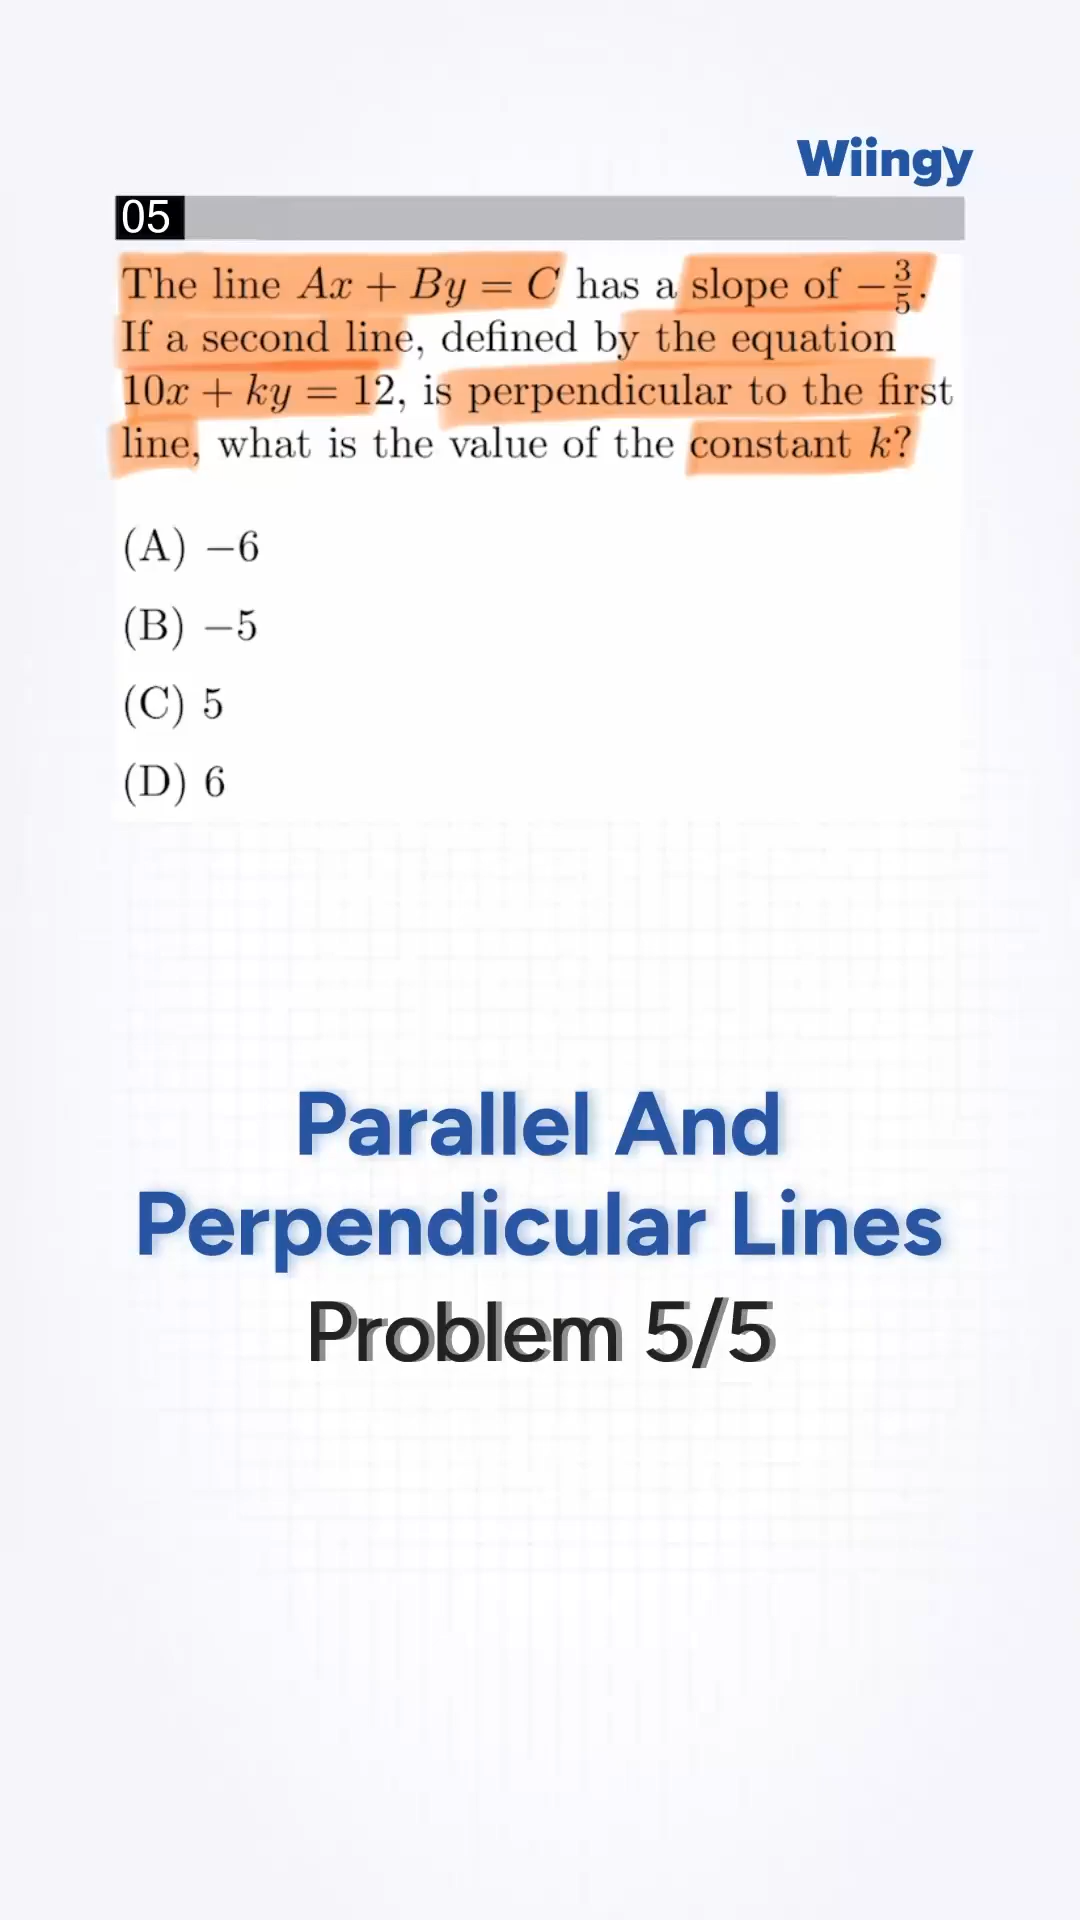 Wiingy
05
The line Ax + By = C has a slope of −3/5.
If a second line, defined by the equation
10x + ky = 12, is perpendicular to the first
line, what is the value of the constant k?
(A) −6
(B) −5
(C) 5
(D) 6
Parallel And
Perpendicular Lines
Problem 5/5